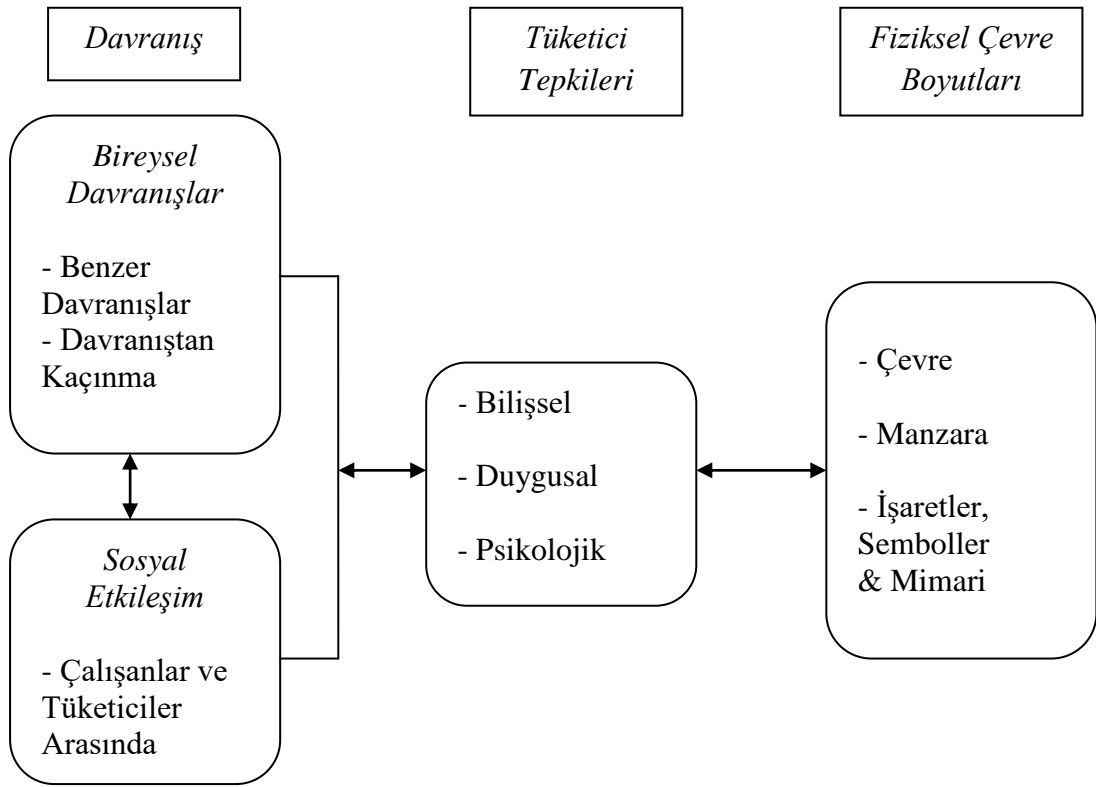 Davranış
Tüketici
Tepkileri
Fiziksel Çevre
Boyutları
Bireysel
Davranışlar
- Benzer
Davranışlar
- Davranıştan
Kaçınma
Sosyal
Etkileşim
- Çalışanlar ve
Tüketiciler
Arasında
- Bilişsel
- Duygusal
- Psikolojik
- Çevre
- Manzara
- İşaretler,
Semboller
& Mimari